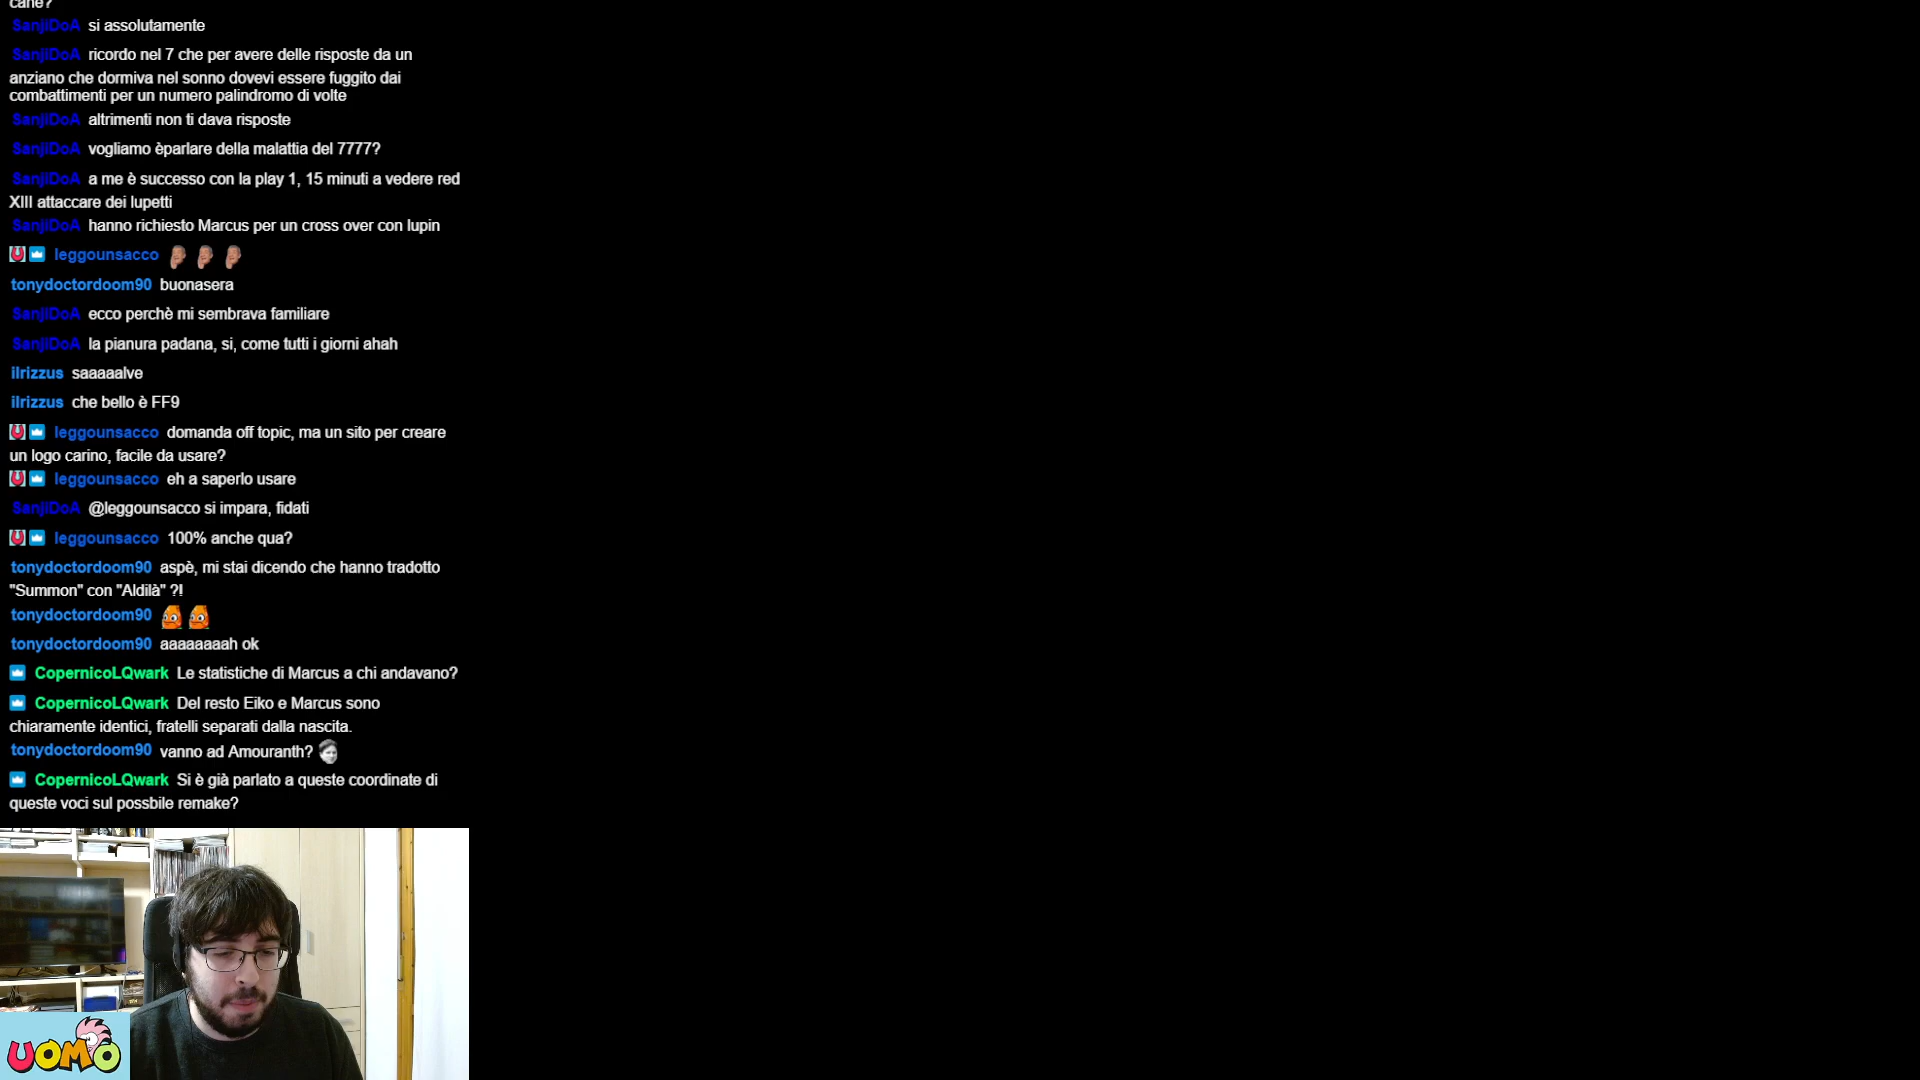 cane?
SanjiDoA si assolutamente
SanjiDoA ricordo nel 7 che per avere delle risposte da un
anziano che dormiva nel sonno dovevi essere fuggito dai
combattimenti per un numero palindromo di volte
SanjiDoA altrimenti non ti dava risposte
SanjiDoA vogliamo èparlare della malattia del 7777?
SanjiDoA a me è successo con la play 1, 15 minuti a vedere red
XIII attaccare dei lupetti
SanjiDoA hanno richiesto Marcus per un cross over con lupin
leggounsacco
tonydoctordoom90 buonasera
SanjiDoA ecco perchè mi sembrava familiare
SanjiDoA la pianura padana, si, come tutti i giorni ahah
ilrizzus saaaaalve
ilrizzus che bello è FF9
leggounsacco domanda off topic, ma un sito per creare
un logo carino, facile da usare?
leggounsacco eh a saperlo usare
SanjiDoA @leggounsacco si impara, fidati
leggounsacco 100% anche qua?
tonydoctordoom90 aspè, mi stai dicendo che hanno tradotto
"Summon" con "Aldilà" ?!
tonydoctordoom90
tonydoctordoom90 aaaaaaaah ok
CopernicoLQwark Le statistiche di Marcus a chi andavano?
CopernicoLQwark Del resto Eiko e Marcus sono
chiaramente identici, fratelli separati dalla nascita.
tonydoctordoom90 vanno ad Amouranth?
CopernicoLQwark Si è già parlato a queste coordinate di
queste voci sul possbile remake?
UOMO